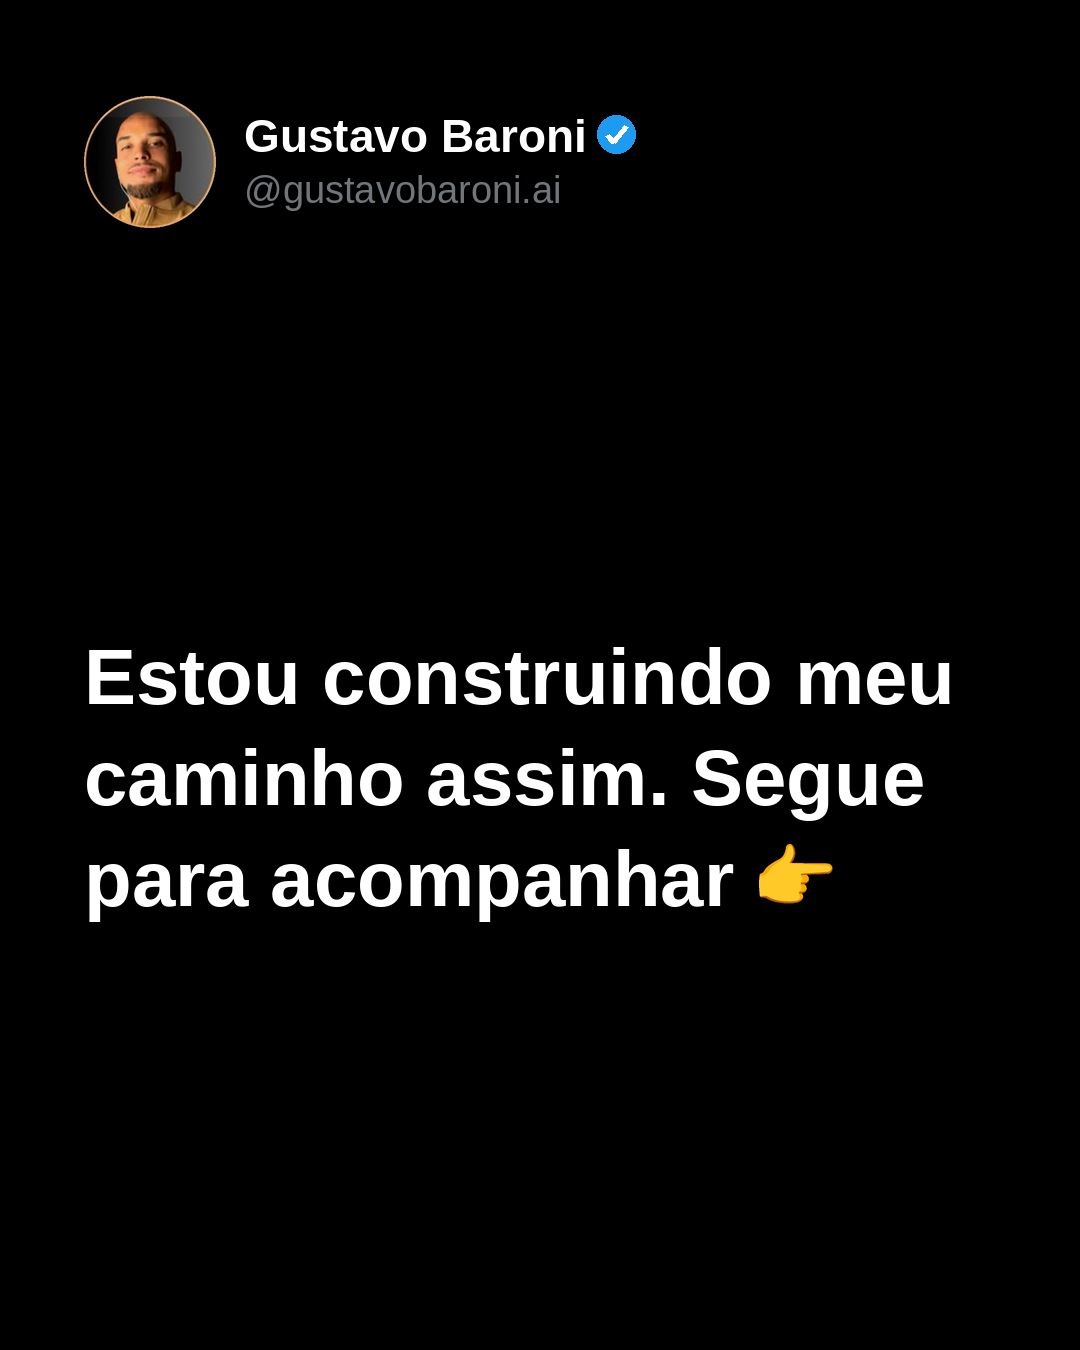 Gustavo Baroni
@gustavobaroni.ai
Estou construindo meu
caminho assim. Segue
para acompanhar 👉